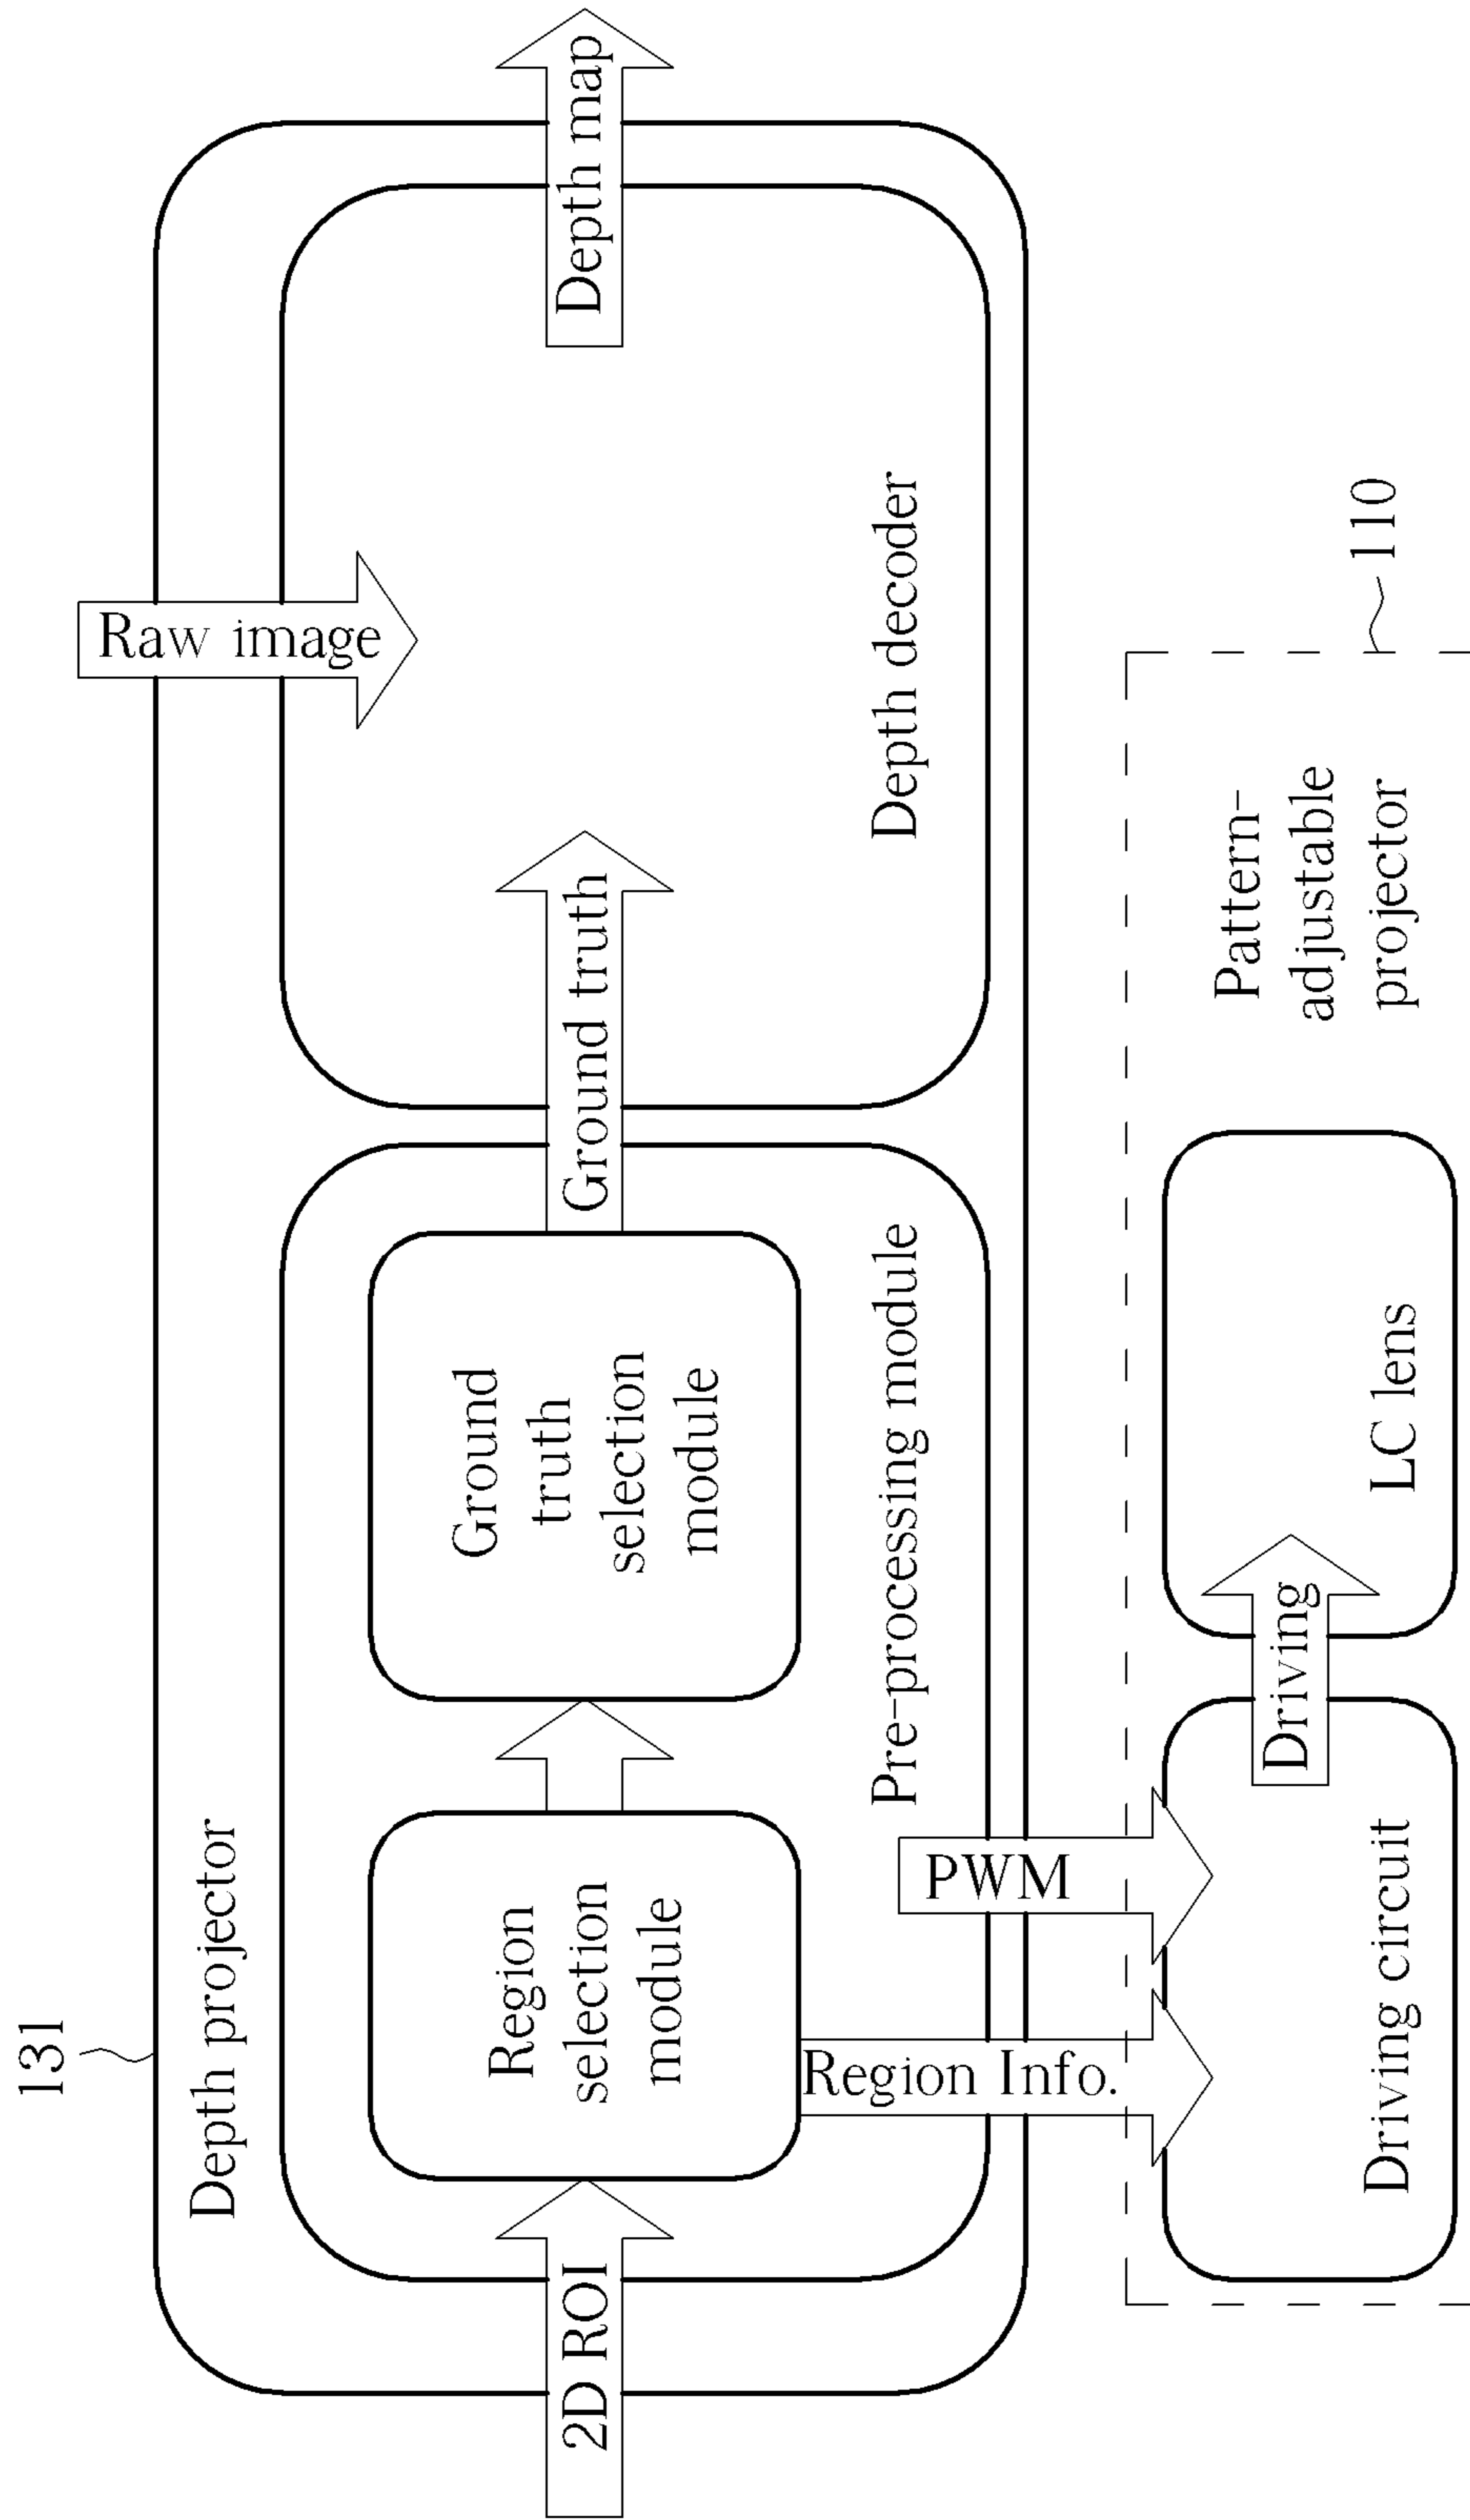 131
Depth projector
2D ROI
Region
selection
module
Ground
truth
selection
module
Pre-processing module
Ground truth
Raw image
Depth decoder
Depth map
Region Info.
PWM
Driving circuit
Driving
LC lens
Pattern-
adjustable
projector
110